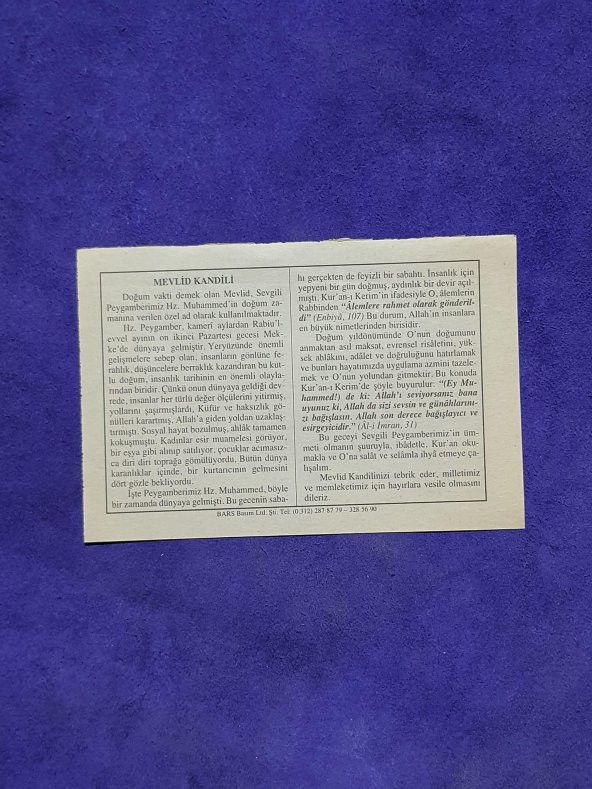 MEVLİD KANDİLİ
Doğum vakti demek olan Mevlid, Sevgili
Peygamberimiz Hz. Muhammed'in doğum za-
manına verilen özel ad olarak kullanılmaktadır.
Hz. Peygamber, kameri aylardan Rabiu'l-
evvel ayının on ikinci Pazartesi gecesi Mek-
ke'de dünyaya gelmiştir. Yeryüzünde önemli
gelişmelere sebep olan, insanların gönlüne fe-
rahlık, düşüncelere berraklık kazandıran bu kut-
lu doğum, insanlık tarihinin en önemli olayla-
rından biridir. Çünkü onun dünyaya geldiği dev-
rede, insanlar her türlü değer ölçülerini yitirmiş,
yollarını şaşırmışlardı, Küfür ve haksızlık gö-
nülleri karartmış, Allah'a giden yoldan uzaklaş-
tırmıştı. Sosyal hayat bozulmuş, ahlâk tamamen
kokuşmuştu. Kadınlar esir muamelesi görüyor,
bir eşya gibi alınıp satılıyor, çocuklar acımasız-
ca diri diri toprağa gömülüyordu. Bütün dünya
karanlıklar içinde, bir kurtarıcının gelmesini
dört gözle bekliyordu.
İşte Peygamberimiz Hz. Muhammed, böyle
bir zamanda dünyaya gelmişti. Bu gecenin saba-
hı gerçekten de feyizli bir sabahtı. İnsanlık için
yepyeni bir gün doğmuş, aydınlık bir devir açıl-
mıştı. Kur'an-ı Kerim'in ifadesiyle O, âlemlerin
Rabbinden "Âlemlere rahmet olarak gönderil-
di" (Enbiyâ, 107) Bu durum, Allah'ın insanlara
en büyük nimetlerinden birisidir.
Doğum yıldönümünde O'nun doğumunu
anmaktan asıl maksat, evrensel risâletini, yük-
sek ahlâkını, adâlet ve doğruluğunu hatırlamak
ve bunları hayatımızda uygulama azmini tazele-
mek ve O'nun yolundan gitmektir. Bu konuda
Kur'an-ı Kerim'de şöyle buyurulur: "(Ey Mu-
hammed!) de ki: Allah'ı seviyorsanız bana
uyunuz ki, Allah da sizi sevsin ve günâhlarını-
zı bağışlasın. Allah son derece bağışlayıcı ve
esirgeyicidir." (Âl-i İmran, 31)
Bu geceyi Sevgili Peygamberimiz'in üm-
meti olmanın şuuruyla, ibâdetle, Kur'an oku-
makla ve O'na salât ve selâmla ihyâ etmeye ça-
lışalım.
Mevlid Kandilinizi tebrik eder, milletimiz
ve memleketimiz için hayırlara vesile olmasını
dileriz.
BARS Basım Ltd. Şti. Tel: (0.312) 287 87 79 – 328 56 90